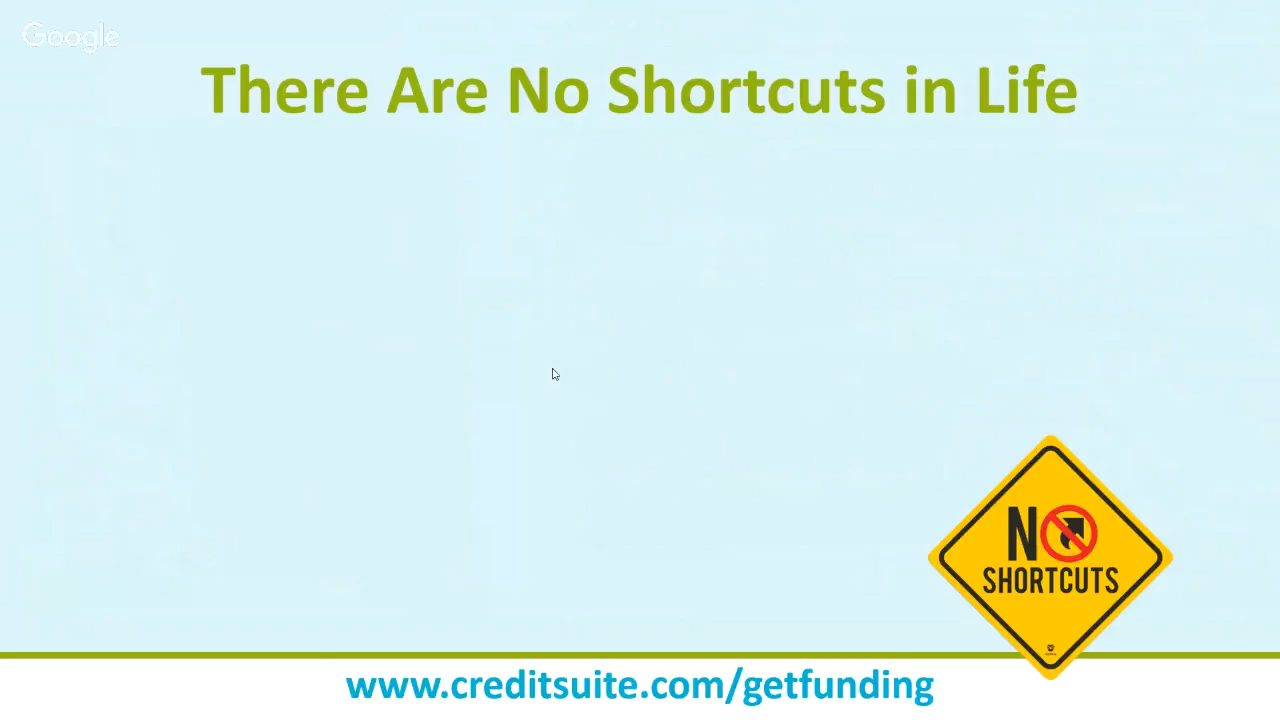 Google
There Are No Shortcuts in Life
NO
SHORTCUTS
www.creditsuite.com/getfunding